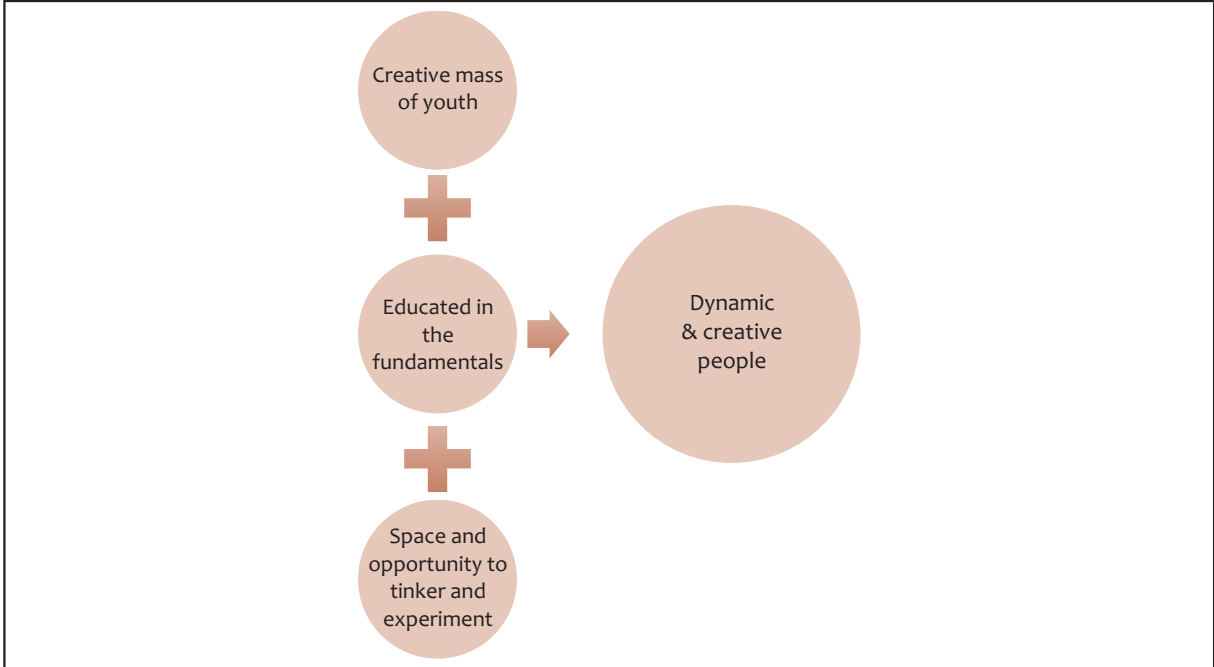 Creative mass
of youth
Educated in
the
fundamentals
Dynamic
& creative
people
Space and
opportunity to
tinker and
experiment